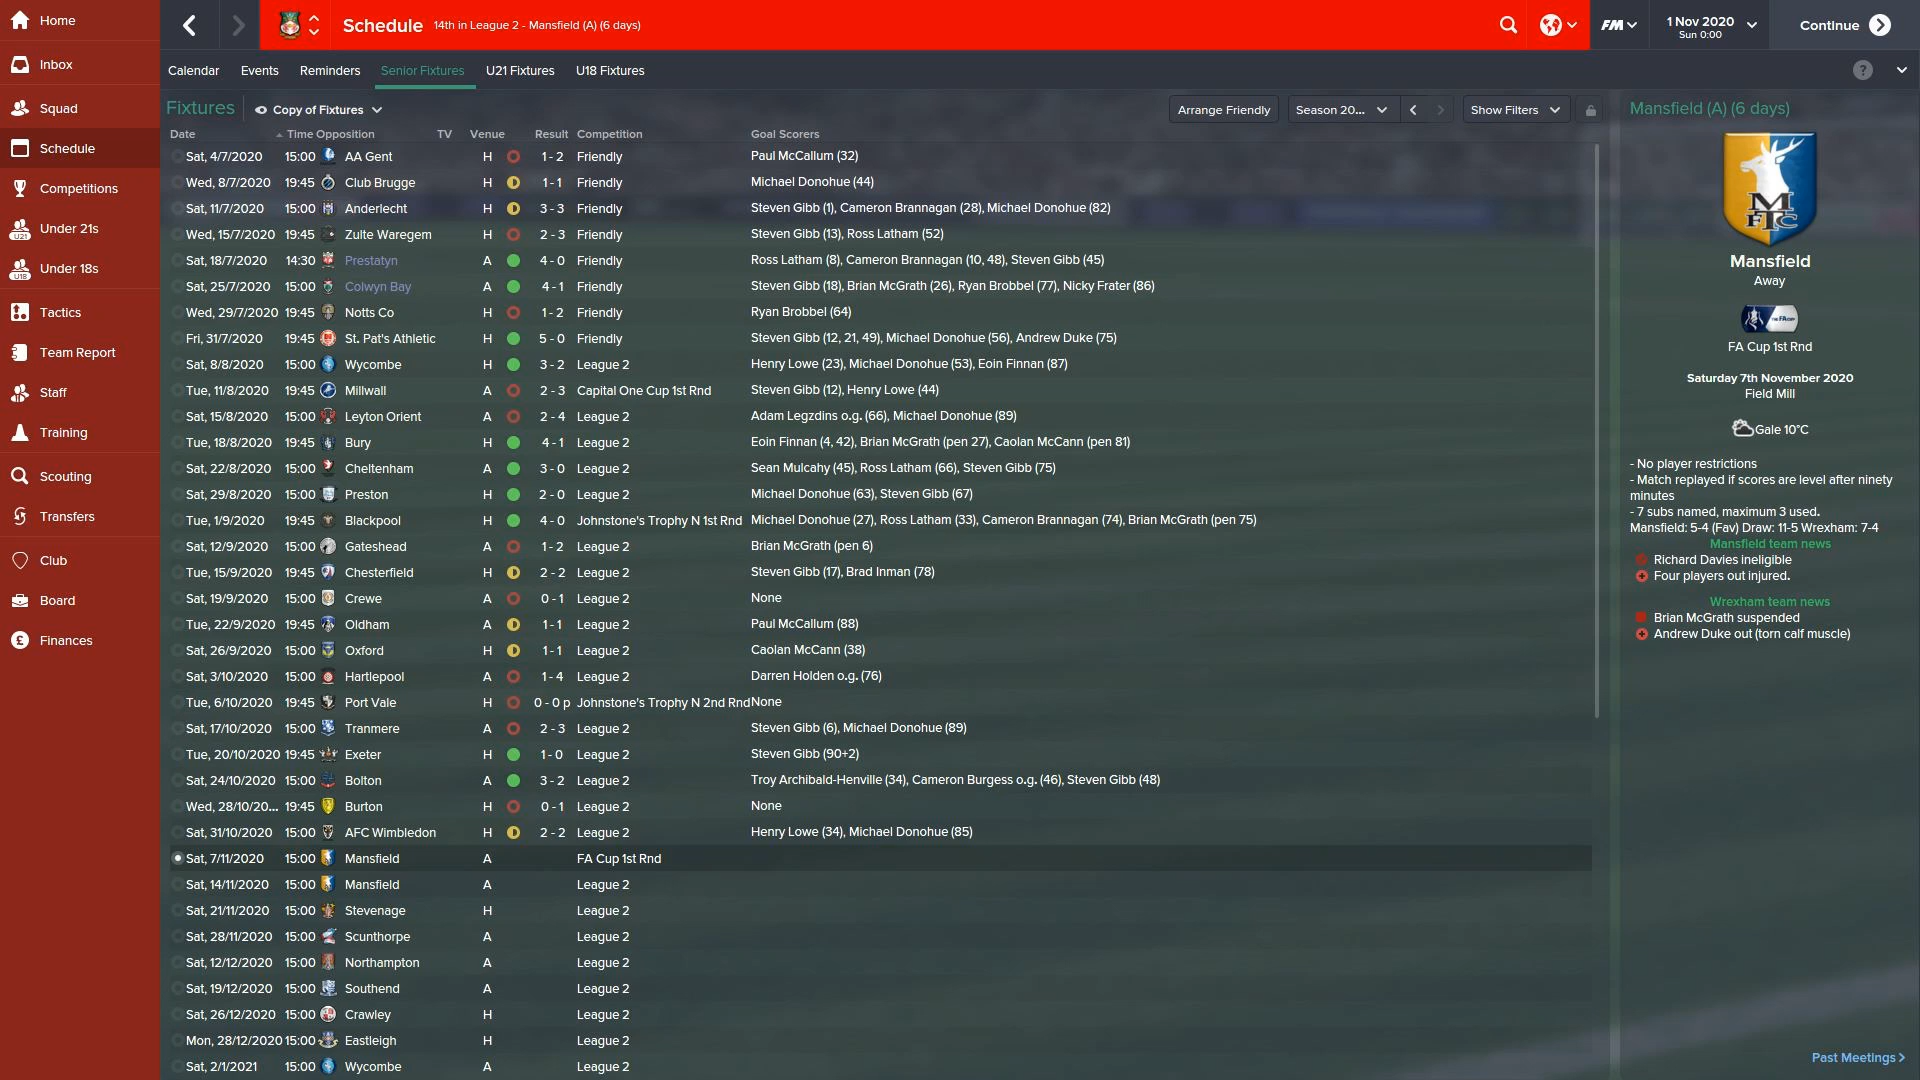 Home
Inbox
Squad
Schedule
Competitions
Under 21s
U21
Under 18s
U18
Tactics
Team Report
Staff
Training
Scouting
Transfers
Club
Board
Finances
Schedule 14th in League 2 - Mansfield (A) (6 days)
FM
1 Nov 2020
Sun 0:00
Continue
Calendar Events Reminders Senior Fixtures U21 Fixtures U18 Fixtures
Fixtures Copy of Fixtures Arrange Friendly Season 20... Show Filters
Date Time Opposition TV Venue Result Competition Goal Scorers
Sat, 4/7/2020 15:00 AA Gent H 1 - 2 Friendly Paul McCallum (32)
Wed, 8/7/2020 19:45 Club Brugge H 1 - 1 Friendly Michael Donohue (44)
Sat, 11/7/2020 15:00 Anderlecht H 3 - 3 Friendly Steven Gibb (1), Cameron Brannagan (28), Michael Donohue (82)
Wed, 15/7/2020 19:45 Zulte Waregem H 2 - 3 Friendly Steven Gibb (13), Ross Latham (52)
Sat, 18/7/2020 14:30 Prestatyn A 4 - 0 Friendly Ross Latham (8), Cameron Brannagan (10, 48), Steven Gibb (45)
Sat, 25/7/2020 15:00 Colwyn Bay A 4 - 1 Friendly Steven Gibb (18), Brian McGrath (26), Ryan Brobbel (77), Nicky Frater (86)
Wed, 29/7/2020 19:45 Notts Co H 1 - 2 Friendly Ryan Brobbel (64)
Fri, 31/7/2020 19:45 St. Pat's Athletic H 5 - 0 Friendly Steven Gibb (12, 21, 49), Michael Donohue (56), Andrew Duke (75)
Sat, 8/8/2020 15:00 Wycombe H 3 - 2 League 2 Henry Lowe (23), Michael Donohue (53), Eoin Finnan (87)
Tue, 11/8/2020 19:45 Millwall A 2 - 3 Capital One Cup 1st Rnd Steven Gibb (12), Henry Lowe (44)
Sat, 15/8/2020 15:00 Leyton Orient A 2 - 4 League 2 Adam Legzdins o.g. (66), Michael Donohue (89)
Tue, 18/8/2020 19:45 Bury H 4 - 1 League 2 Eoin Finnan (4, 42), Brian McGrath (pen 27), Caolan McCann (pen 81)
Sat, 22/8/2020 15:00 Cheltenham A 3 - 0 League 2 Sean Mulcahy (45), Ross Latham (66), Steven Gibb (75)
Sat, 29/8/2020 15:00 Preston H 2 - 0 League 2 Michael Donohue (63), Steven Gibb (67)
Tue, 1/9/2020 19:45 Blackpool H 4 - 0 Johnstone's Trophy N 1st Rnd Michael Donohue (27), Ross Latham (33), Cameron Brannagan (74), Brian McGrath (pen 75)
Sat, 12/9/2020 15:00 Gateshead A 1 - 2 League 2 Brian McGrath (pen 6)
Tue, 15/9/2020 19:45 Chesterfield H 2 - 2 League 2 Steven Gibb (17), Brad Inman (78)
Sat, 19/9/2020 15:00 Crewe A 0 - 1 League 2 None
Tue, 22/9/2020 19:45 Oldham A 1 - 1 League 2 Paul McCallum (88)
Sat, 26/9/2020 15:00 Oxford H 1 - 1 League 2 Caolan McCann (38)
Sat, 3/10/2020 15:00 Hartlepool A 1 - 4 League 2 Darren Holden o.g. (76)
Tue, 6/10/2020 19:45 Port Vale H 0 - 0 p Johnstone's Trophy N 2nd Rnd None
Sat, 17/10/2020 15:00 Tranmere A 2 - 3 League 2 Steven Gibb (6), Michael Donohue (89)
Tue, 20/10/2020 19:45 Exeter H 1 - 0 League 2 Steven Gibb (90+2)
Sat, 24/10/2020 15:00 Bolton A 3 - 2 League 2 Troy Archibald-Henville (34), Cameron Burgess o.g. (46), Steven Gibb (48)
Wed, 28/10/20... 19:45 Burton H 0 - 1 League 2 None
Sat, 31/10/2020 15:00 AFC Wimbledon H 2 - 2 League 2 Henry Lowe (34), Michael Donohue (85)
Sat, 7/11/2020 15:00 Mansfield A FA Cup 1st Rnd
Sat, 14/11/2020 15:00 Mansfield A League 2
Sat, 21/11/2020 15:00 Stevenage H League 2
Sat, 28/11/2020 15:00 Scunthorpe A League 2
Sat, 12/12/2020 15:00 Northampton A League 2
Sat, 19/12/2020 15:00 Southend A League 2
Sat, 26/12/2020 15:00 Crawley H League 2
Mon, 28/12/2020 15:00 Eastleigh H League 2
Sat, 2/1/2021 15:00 Wycombe A League 2
Mansfield (A) (6 days)
M
FTC
Mansfield
Away
THE FA CUP
FA Cup 1st Rnd
Saturday 7th November 2020
Field Mill
Gale 10°C
- No player restrictions
- Match replayed if scores are level after ninety
minutes
- 7 subs named, maximum 3 used.
Mansfield: 5-4 (Fav) Draw: 11-5 Wrexham: 7-4
Mansfield team news
Richard Davies ineligible
Four players out injured.
Wrexham team news
Brian McGrath suspended
Andrew Duke out (torn calf muscle)
Past Meetings >